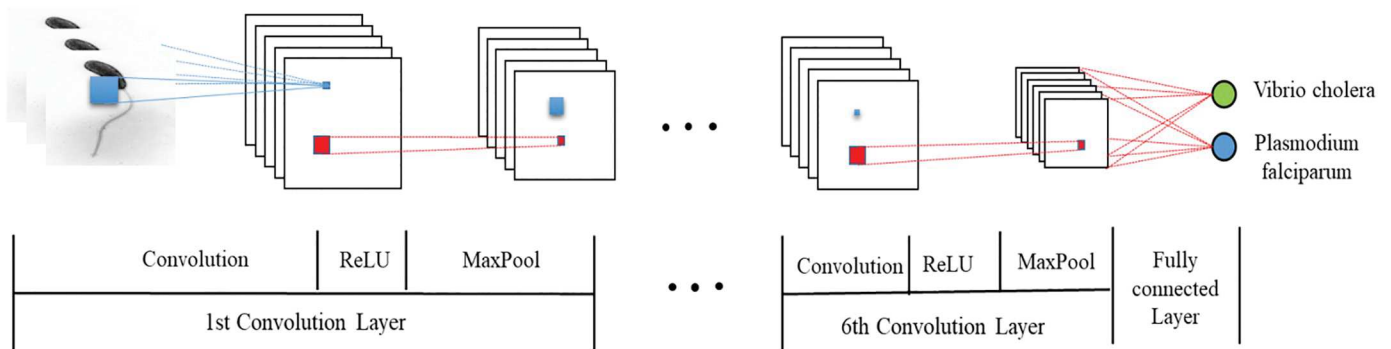 Vibrio cholera
Plasmodium
falciparum
Convolution
ReLU
MaxPool
Convolution
ReLU
MaxPool
Fully
connected
Layer
1st Convolution Layer
6th Convolution Layer